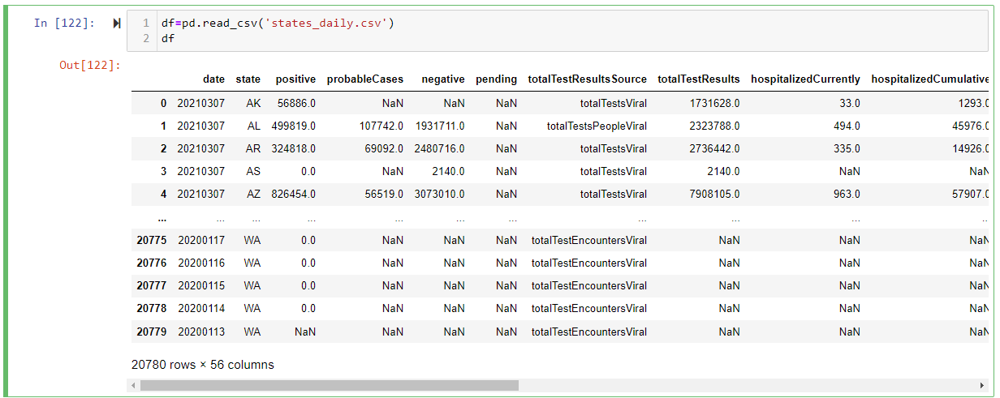 In [122]: 1 df=pd.read_csv('states_daily.csv')
2 df
Out[122]:
date state positive probableCases negative pending totalTestResultsSource totalTestResults hospitalizedCurrently hospitalizedCumulative
0 20210307 AK 56886.0 NaN NaN NaN totalTestsViral 1731628.0 33.0 1293.0
1 20210307 AL 499819.0 107742.0 1931711.0 NaN totalTestsPeopleViral 2323788.0 494.0 45976.0
2 20210307 AR 324818.0 69092.0 2480716.0 NaN totalTestsViral 2736442.0 335.0 14926.0
3 20210307 AS 0.0 NaN 2140.0 NaN totalTestsViral 2140.0 NaN NaN
4 20210307 AZ 826454.0 56519.0 3073010.0 NaN totalTestsViral 7908105.0 963.0 57907.0
... ... ... ... ... ... ... ... ... ... ..
20775 20200117 WA 0.0 NaN NaN NaN totalTestEncountersViral NaN NaN NaN
20776 20200116 WA 0.0 NaN NaN NaN totalTestEncountersViral NaN NaN NaN
20777 20200115 WA 0.0 NaN NaN NaN totalTestEncountersViral NaN NaN NaN
20778 20200114 WA 0.0 NaN NaN NaN totalTestEncountersViral NaN NaN NaN
20779 20200113 WA NaN NaN NaN NaN totalTestEncountersViral NaN NaN NaN
20780 rows × 56 columns